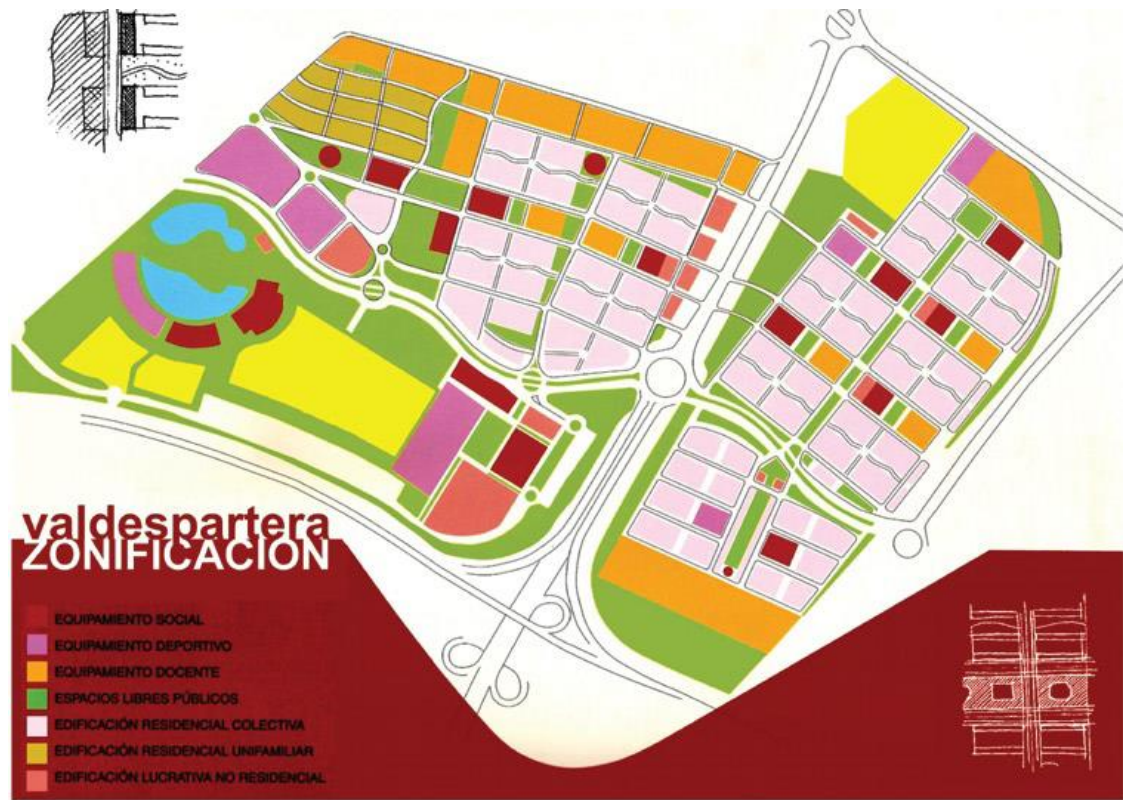 valdespartera
ZONIFICACIÓN
EQUIPAMIENTO SOCIAL
EQUIPAMIENTO DEPORTIVO
EQUIPAMIENTO DOCENTE
ESPACIOS LIBRES PÚBLICOS
EDIFICACIÓN RESIDENCIAL COLECTIVA
EDIFICACIÓN RESIDENCIAL UNIFAMILIAR
EDIFICACIÓN LUCRATIVA NO RESIDENCIAL